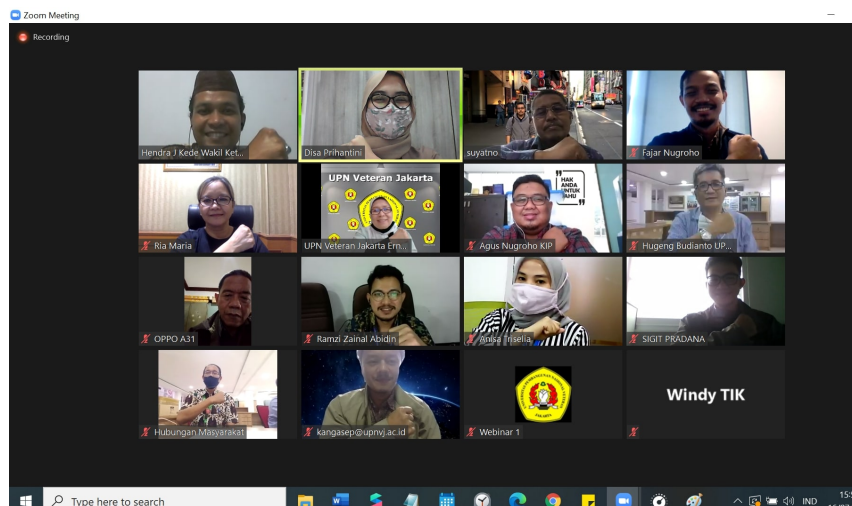 Zoom Meeting
Recording
Hendra J Kede Wakil Ket...
Disa Prihantini
suyatno
Fajar Nugroho
Ria Maria
UPN Veteran Jakarta
UPN Veteran Jakarta Ern...
HAK
ANDA
UNTUK
TAHU
Agus Nugroho KIP
Hugeng Budianto UP...
OPPO A31
Ramzi Zainal Abidin
Anisa Triselia
SIGIT PRADANA
Hubungan Masyarakat
kangasep@upnvj.ac.id
Webinar 1
Windy TIK
Type here to search
IND